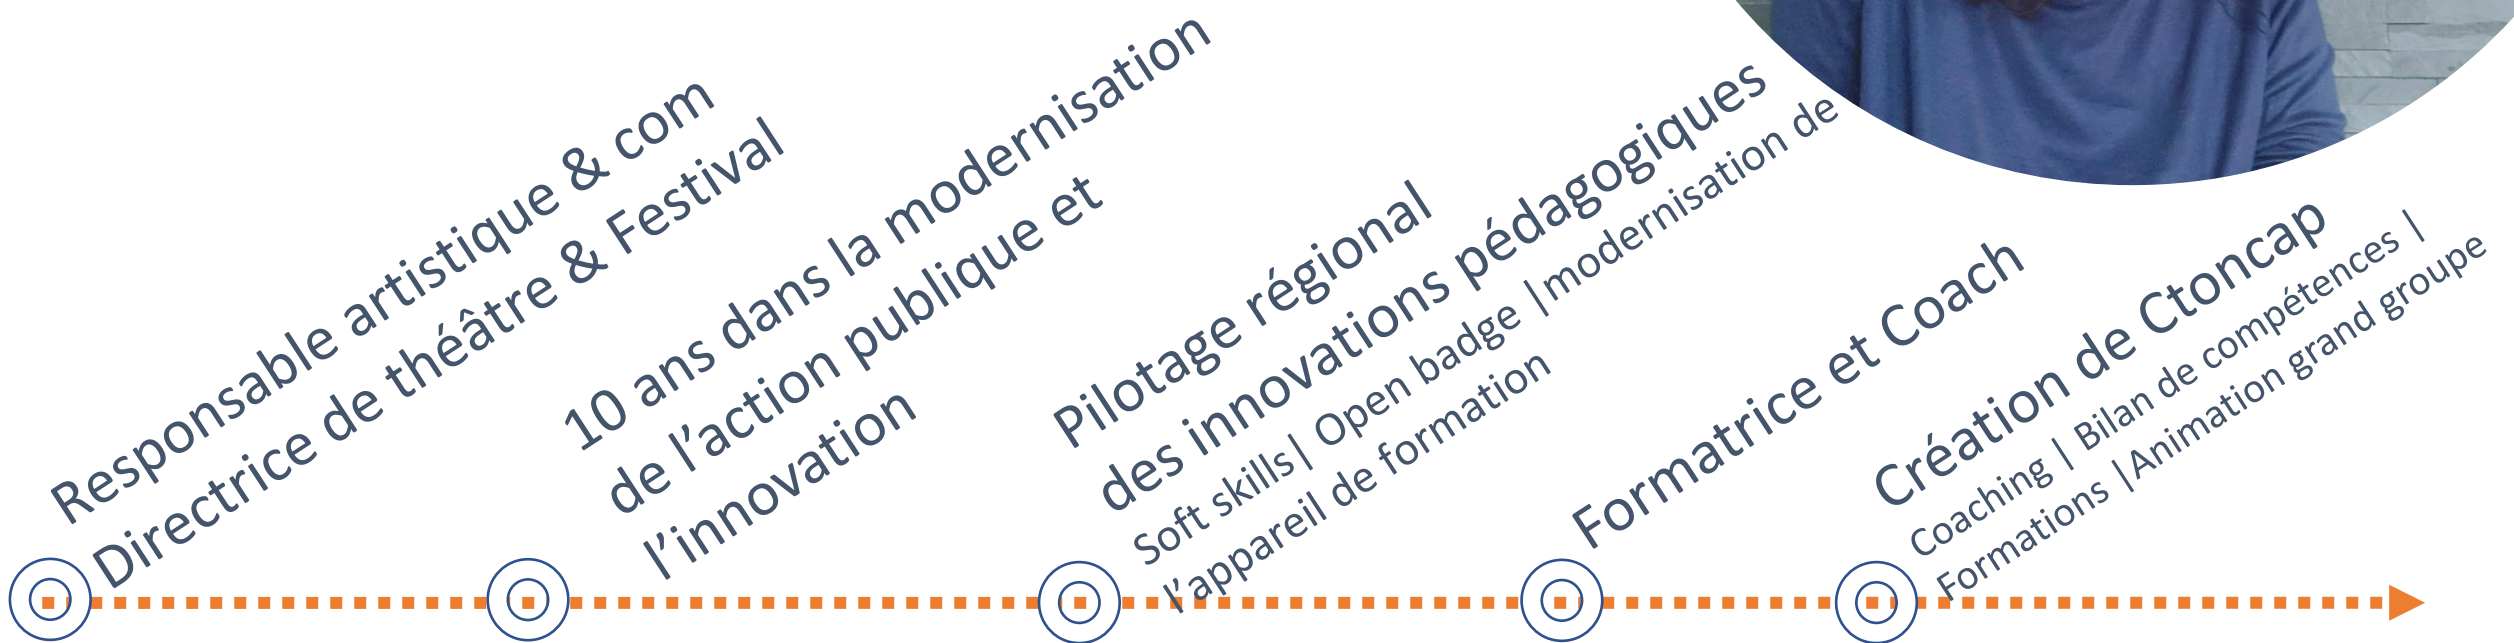 Responsable artistique & com
Directrice de théâtre & Festival
10 ans dans la modernisation
de l'action publique et
l'innovation
Pilotage régional
des innovations pédagogiques
Soft skills | Open badge |modernisation de
l'appareil de formation
Formatrice et Coach
Création de Ctoncap
Coaching | Bilan de compétences |
Formations |Animation grand groupe